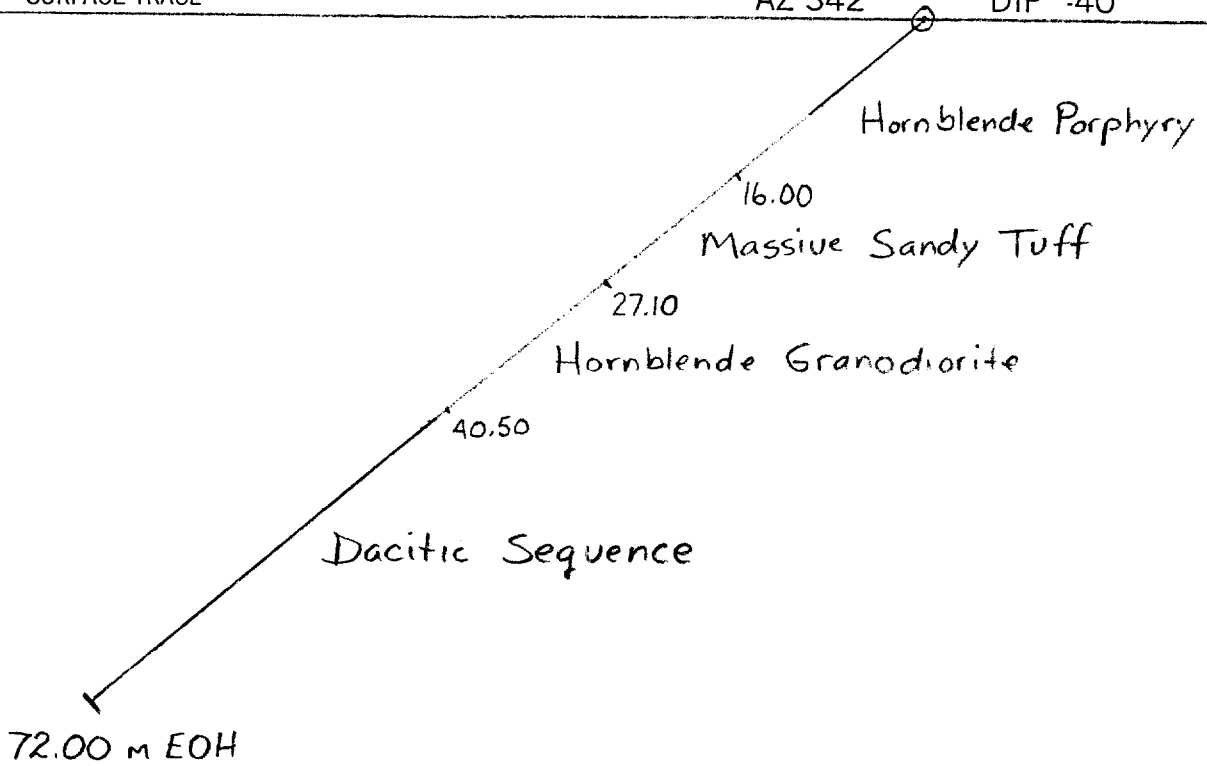 SURFACE TRACE AZ 342 DIP -40
Hornblende Porphyry
16.00
Massive Sandy Tuff
27.10
Hornblende Granodiorite
40.50
Dacitic Sequence
72.00 m EOH